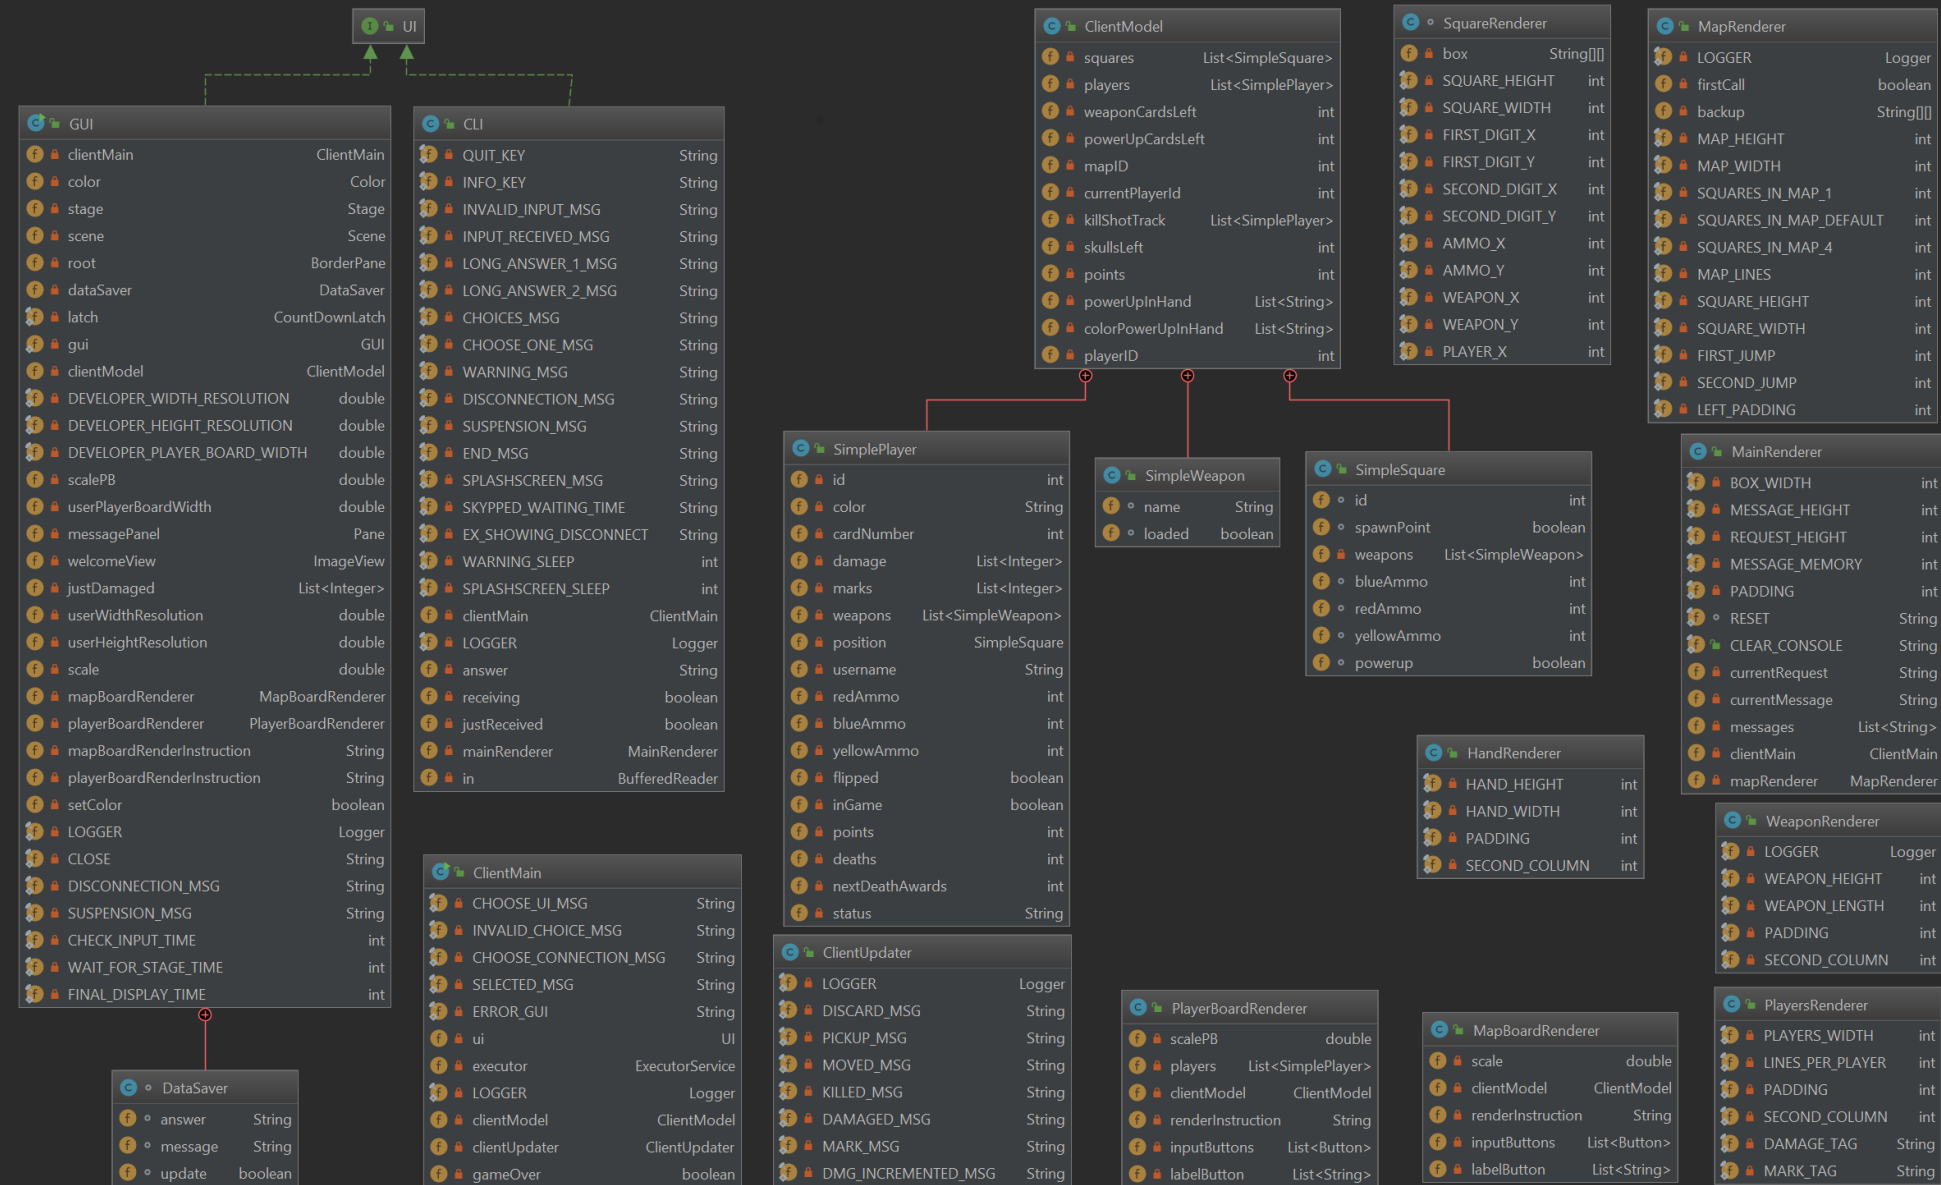 UI
GUI
clientMain ClientMain
color Color
stage Stage
scene Scene
root BorderPane
dataSaver DataSaver
latch CountDownLatch
gui GUI
clientModel ClientModel
DEVELOPER_WIDTH_RESOLUTION double
DEVELOPER_HEIGHT_RESOLUTION double
DEVELOPER_PLAYER_BOARD_WIDTH double
scalePB double
userPlayerBoardWidth double
messagePanel Pane
welcomeView ImageView
justDamaged List<Integer>
userWidthResolution double
userHeightResolution double
scale double
mapBoardRenderer MapBoardRenderer
playerBoardRenderer PlayerBoardRenderer
mapBoardRenderInstruction String
playerBoardRenderInstruction String
setColor boolean
LOGGER Logger
CLOSE String
DISCONNECTION_MSG String
SUSPENSION_MSG String
CHECK_INPUT_TIME int
WAIT_FOR_STAGE_TIME int
FINAL_DISPLAY_TIME int
DataSaver
answer String
message String
update boolean
CLI
QUIT_KEY String
INFO_KEY String
INVALID_INPUT_MSG String
INPUT_RECEIVED_MSG String
LONG_ANSWER_1_MSG String
LONG_ANSWER_2_MSG String
CHOICES_MSG String
CHOOSE_ONE_MSG String
WARNING_MSG String
DISCONNECTION_MSG String
SUSPENSION_MSG String
END_MSG String
SPLASHSCREEN_MSG String
SKYPPED_WAITING_TIME String
EX_SHOWING_DISCONNECT String
WARNING_SLEEP int
SPLASHSCREEN_SLEEP int
clientMain ClientMain
LOGGER Logger
answer String
receiving boolean
justReceived boolean
mainRenderer MainRenderer
in BufferedReader
ClientMain
CHOOSE_UI_MSG String
INVALID_CHOICE_MSG String
CHOOSE_CONNECTION_MSG String
SELECTED_MSG String
ERROR_GUI String
ui UI
executor ExecutorService
LOGGER Logger
clientModel ClientModel
clientUpdater ClientUpdater
gameOver boolean
ClientModel
squares List<SimpleSquare>
players List<SimplePlayer>
weaponCardsLeft int
powerUpCardsLeft int
mapID int
currentPlayerId int
killShotTrack List<SimplePlayer>
skullsLeft int
points int
powerUpInHand List<String>
colorPowerUpInHand List<String>
playerID int
SimplePlayer
id int
color String
cardNumber int
damage List<Integer>
marks List<Integer>
weapons List<SimpleWeapon>
position SimpleSquare
username String
redAmmo int
blueAmmo int
yellowAmmo int
flipped boolean
inGame boolean
points int
deaths int
nextDeathAwards int
status String
SimpleWeapon
name String
loaded boolean
SimpleSquare
id int
spawnPoint boolean
weapons List<SimpleWeapon>
blueAmmo int
redAmmo int
yellowAmmo int
powerup boolean
ClientUpdater
LOGGER Logger
DISCARD_MSG String
PICKUP_MSG String
MOVED_MSG String
KILLED_MSG String
DAMAGED_MSG String
MARK_MSG String
DMG_INCREMENTED_MSG String
PlayerBoardRenderer
scalePB double
players List<SimplePlayer>
clientModel ClientModel
renderInstruction String
inputButtons List<Button>
labelButton List<String>
SquareRenderer
box String[][]
SQUARE_HEIGHT int
SQUARE_WIDTH int
FIRST_DIGIT_X int
FIRST_DIGIT_Y int
SECOND_DIGIT_X int
SECOND_DIGIT_Y int
AMMO_X int
AMMO_Y int
WEAPON_X int
WEAPON_Y int
PLAYER_X int
HandRenderer
HAND_HEIGHT int
HAND_WIDTH int
PADDING int
SECOND_COLUMN int
MapBoardRenderer
scale double
clientModel ClientModel
renderInstruction String
inputButtons List<Button>
labelButton List<String>
MapRenderer
LOGGER Logger
firstCall boolean
backup String[][]
MAP_HEIGHT int
MAP_WIDTH int
SQUARES_IN_MAP_1 int
SQUARES_IN_MAP_DEFAULT int
SQUARES_IN_MAP_4 int
MAP_LINES int
SQUARE_HEIGHT int
SQUARE_WIDTH int
FIRST_JUMP int
SECOND_JUMP int
LEFT_PADDING int
MainRenderer
BOX_WIDTH int
MESSAGE_HEIGHT int
REQUEST_HEIGHT int
MESSAGE_MEMORY int
PADDING int
RESET String
CLEAR_CONSOLE String
currentRequest String
currentMessage String
messages List<String>
clientMain ClientMain
mapRenderer MapRenderer
WeaponRenderer
LOGGER Logger
WEAPON_HEIGHT int
WEAPON_LENGTH int
PADDING int
SECOND_COLUMN int
PlayersRenderer
PLAYERS_WIDTH int
LINES_PER_PLAYER int
PADDING int
SECOND_COLUMN int
DAMAGE_TAG String
MARK_TAG String